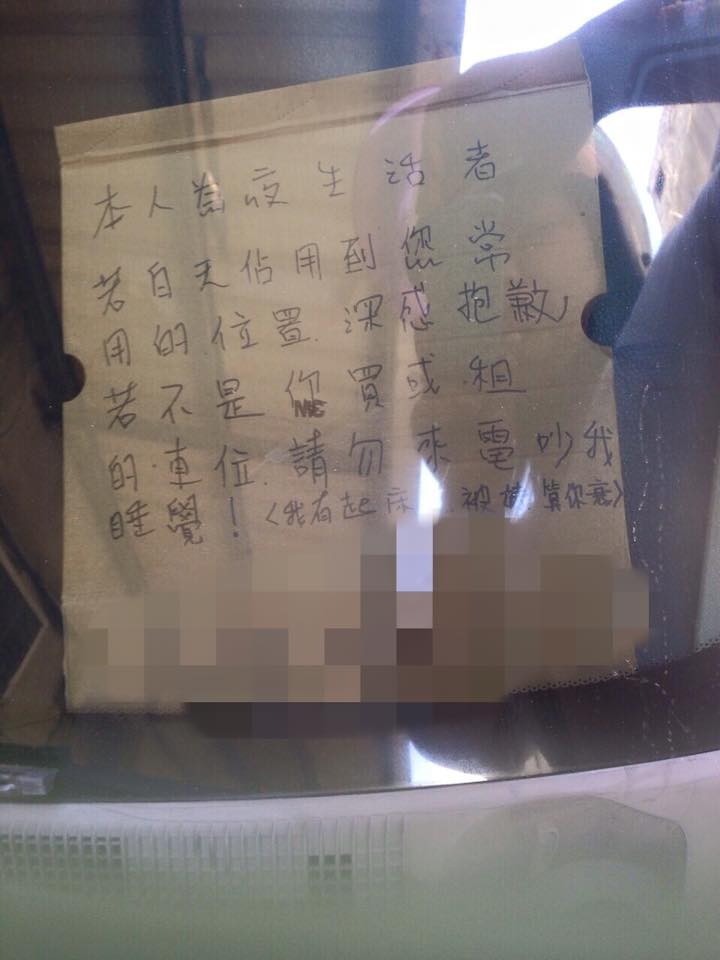 本人為夜生活者
若白天佔用到您常
用的位置.深感抱歉
若不是你買或.租
的.車位.請勿來電吵我
睡覺！〈我有起床 被 算你衰〉